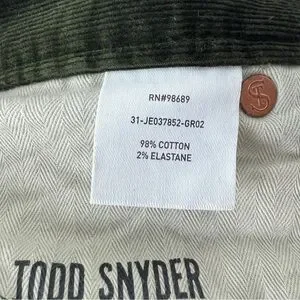 RN#98689
31-JE037852-GR02
98% COTTON
2% ELASTANE
TODD SNYDER